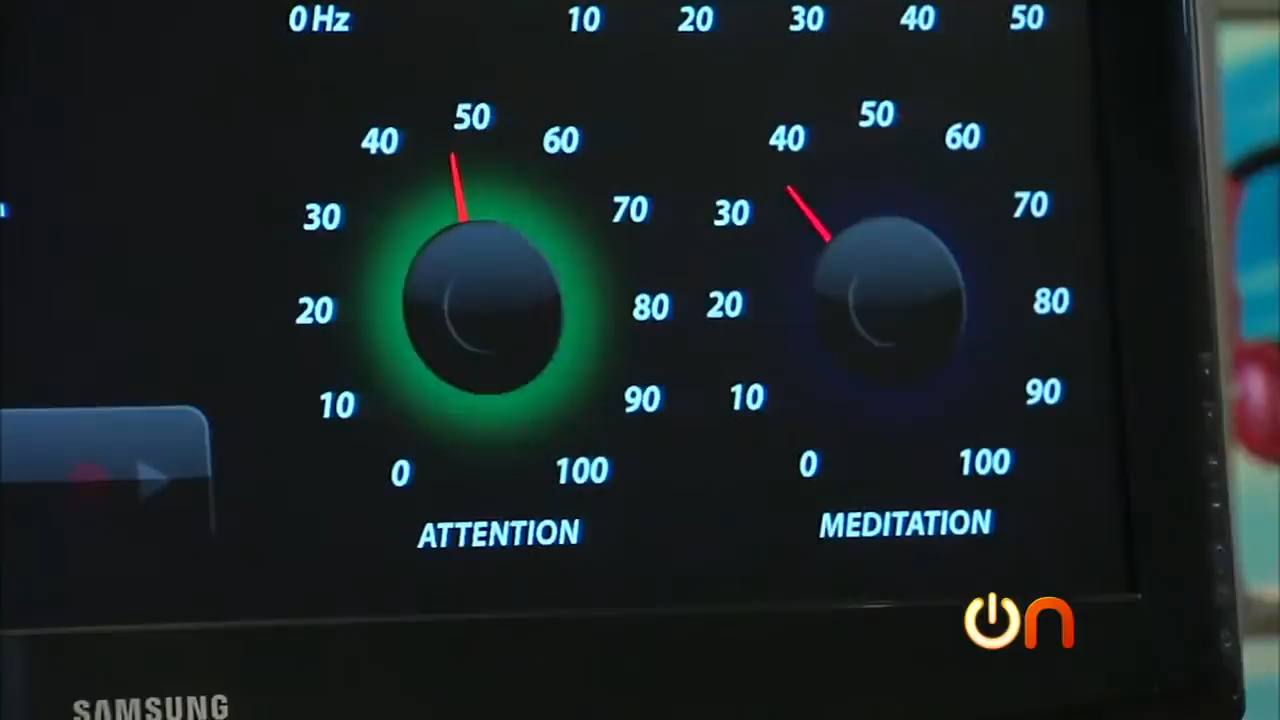 0 Hz 10 20 30 40 50
50 50
40 60 40 60
30 70 30 70
20 80 20 80
10 90 10 90
0 100 0 100
ATTENTION MEDITATION
on
SAMSUNG